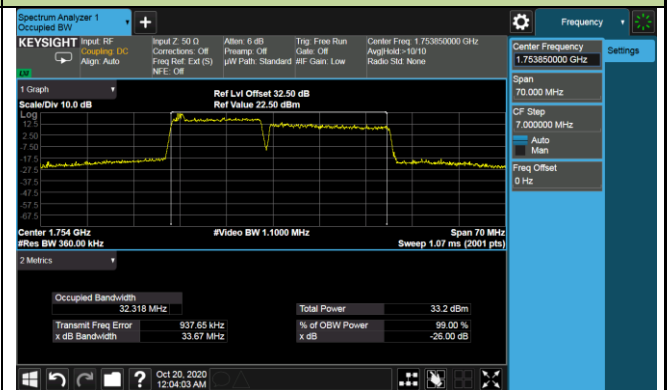 Spectrum Analyzer 1
Occupied BW
+
Frequency
KEYSIGHT
Input: RF
Coupling: DC
Align: Auto
Input Z: 50 Ω
Corrections: Off
Freq Ref: Ext (S)
NFE: Off
Atten: 6 dB
Preamp: Off
µW Path: Standard
Trig: Free Run
Gate: Off
#IF Gain: Low
Center Freq: 1.753850000 GHz
Avg|Hold:>10/10
Radio Std: None
Center Frequency
1.753850000 GHz
Settings
Span
70.000 MHz
CF Step
7.000000 MHz
Auto
Man
Freq Offset
0 Hz
1 Graph
Ref Lvl Offset 32.50 dB
Scale/Div 10.0 dB
Ref Value 22.50 dBm
Log
12.5
2.50
-7.50
-17.5
-27.5
-37.5
-47.5
-57.5
-67.5
Center 1.754 GHz
#Video BW 1.1000 MHz
Span 70 MHz
#Res BW 360.00 kHz
Sweep 1.07 ms (2001 pts)
2 Metrics
Occupied Bandwidth
32.318 MHz
Total Power 33.2 dBm
Transmit Freq Error 937.65 kHz
% of OBW Power 99.00 %
x dB Bandwidth 33.67 MHz
x dB -26.00 dB
?
Oct 20, 2020
12:04:03 AM